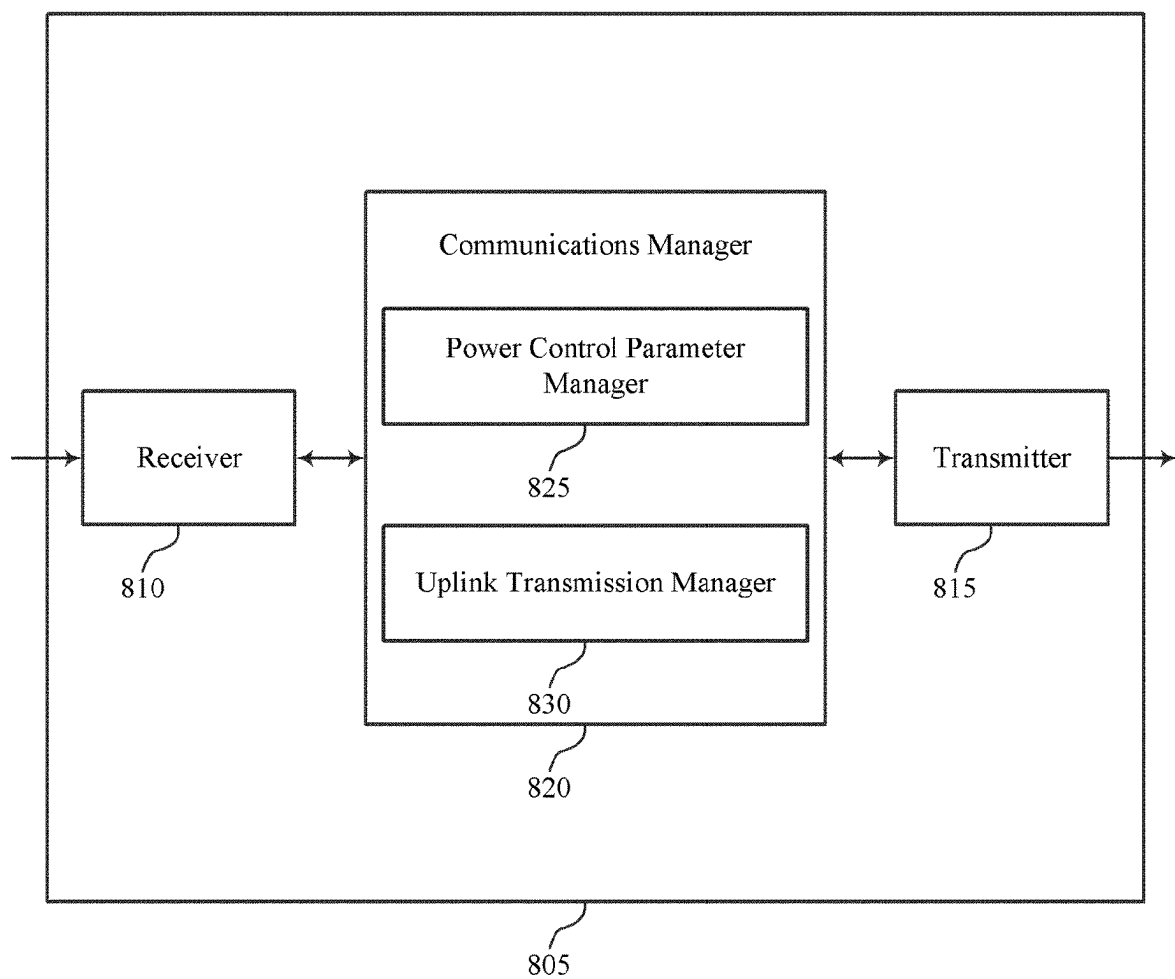 Communications Manager
Power Control Parameter
Manager
825
Receiver
810
Transmitter
815
Uplink Transmission Manager
830
820
805